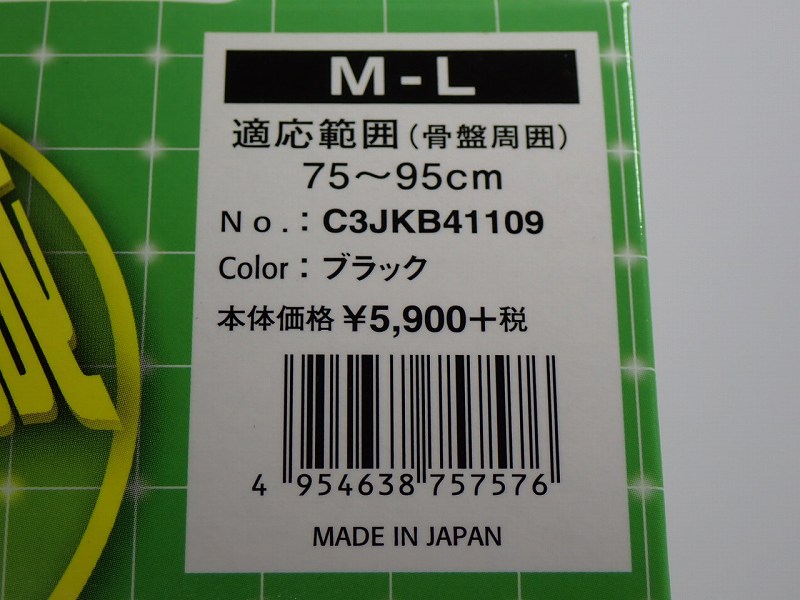 M-L
適応範囲(骨盤周囲)
75～95cm
No.：C3JKB41109
Color：ブラック
本体価格 ¥5,900+税
4 954638 757576
MADE IN JAPAN